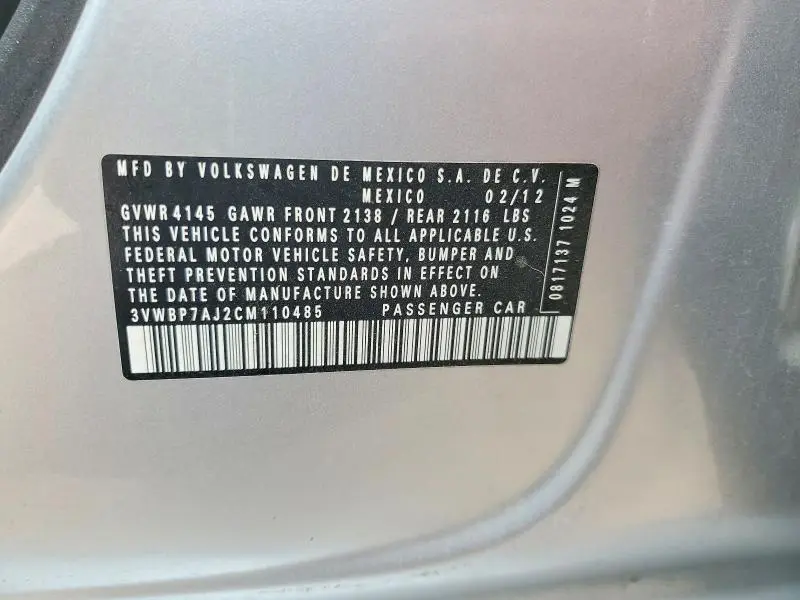 MFD BY VOLKSWAGEN DE MEXICO S.A. DE C.V.
MEXICO 02/12
GVWR 4145 GAWR FRONT 2138 / REAR 2116 LBS
THIS VEHICLE CONFORMS TO ALL APPLICABLE U.S.
FEDERAL MOTOR VEHICLE SAFETY, BUMPER AND
THEFT PREVENTION STANDARDS IN EFFECT ON
THE DATE OF MANUFACTURE SHOWN ABOVE.
3VWBP7AJ2CM110485 PASSENGER CAR
0817137 1024 M